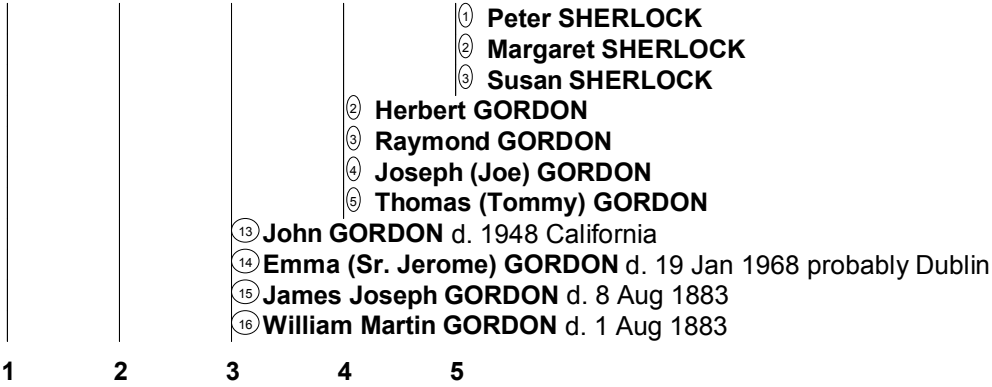 ① Peter SHERLOCK
② Margaret SHERLOCK
③ Susan SHERLOCK
② Herbert GORDON
③ Raymond GORDON
④ Joseph (Joe) GORDON
⑤ Thomas (Tommy) GORDON
⑬ John GORDON d. 1948 California
⑭ Emma (Sr. Jerome) GORDON d. 19 Jan 1968 probably Dublin
⑮ James Joseph GORDON d. 8 Aug 1883
⑯ William Martin GORDON d. 1 Aug 1883
1 2 3 4 5